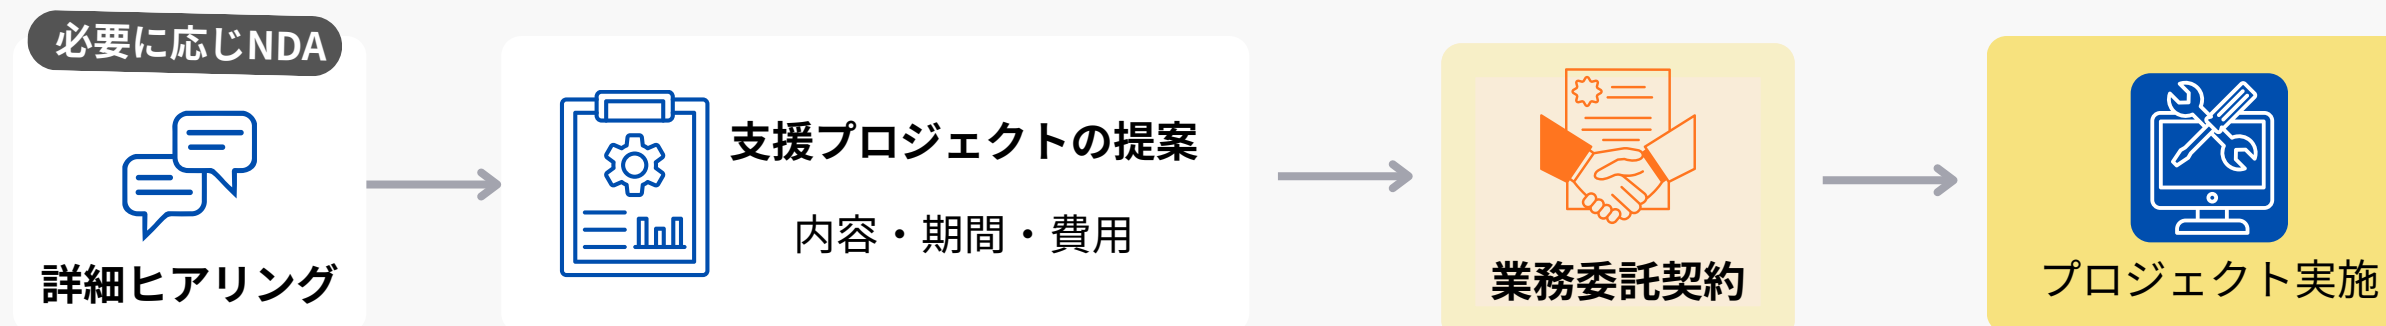 必要に応じNDA
詳細ヒアリング
支援プロジェクトの提案
内容・期間・費用
業務委託契約
プロジェクト実施